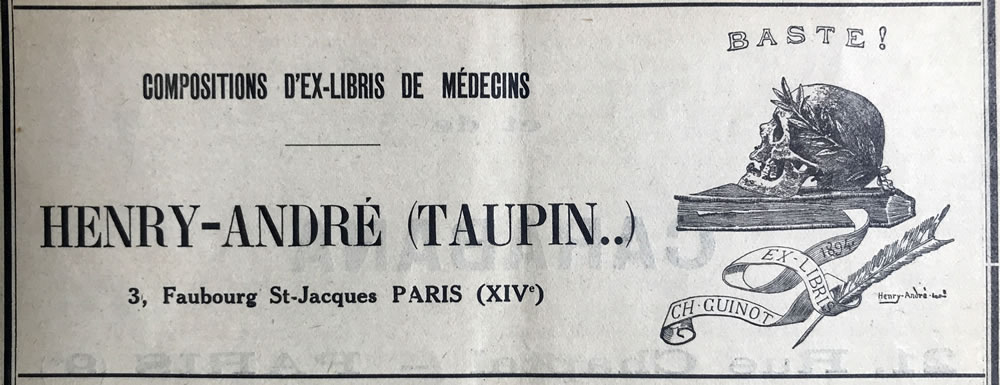 COMPOSITIONS D'EX-LIBRIS DE MÉDECINS
HENRY-ANDRÉ (TAUPIN..)
3, Faubourg St-Jacques PARIS (XIVe)
BASTE!
1894
EX-LIBRIS
CH·GUINOT
Henry-André